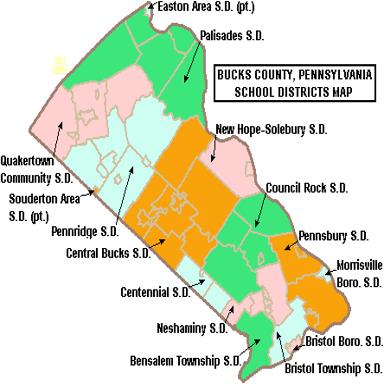 Easton Area S.D. (pt.)
Palisades S.D.
BUCKS COUNTY, PENNSYLVANIA
SCHOOL DISTRICTS MAP
New Hope-Solebury S.D.
Quakertown
Community S.D.
Council Rock S.D.
Souderton Area
S.D. (pt.)
Pennridge S.D.
Pennsbury S.D.
Central Bucks S.D.
Morrisville
Boro. S.D.
Centennial S.D.
Neshaminy S.D.
Bristol Boro. S.D.
Bensalem Township S.D.
Bristol Township S.D.